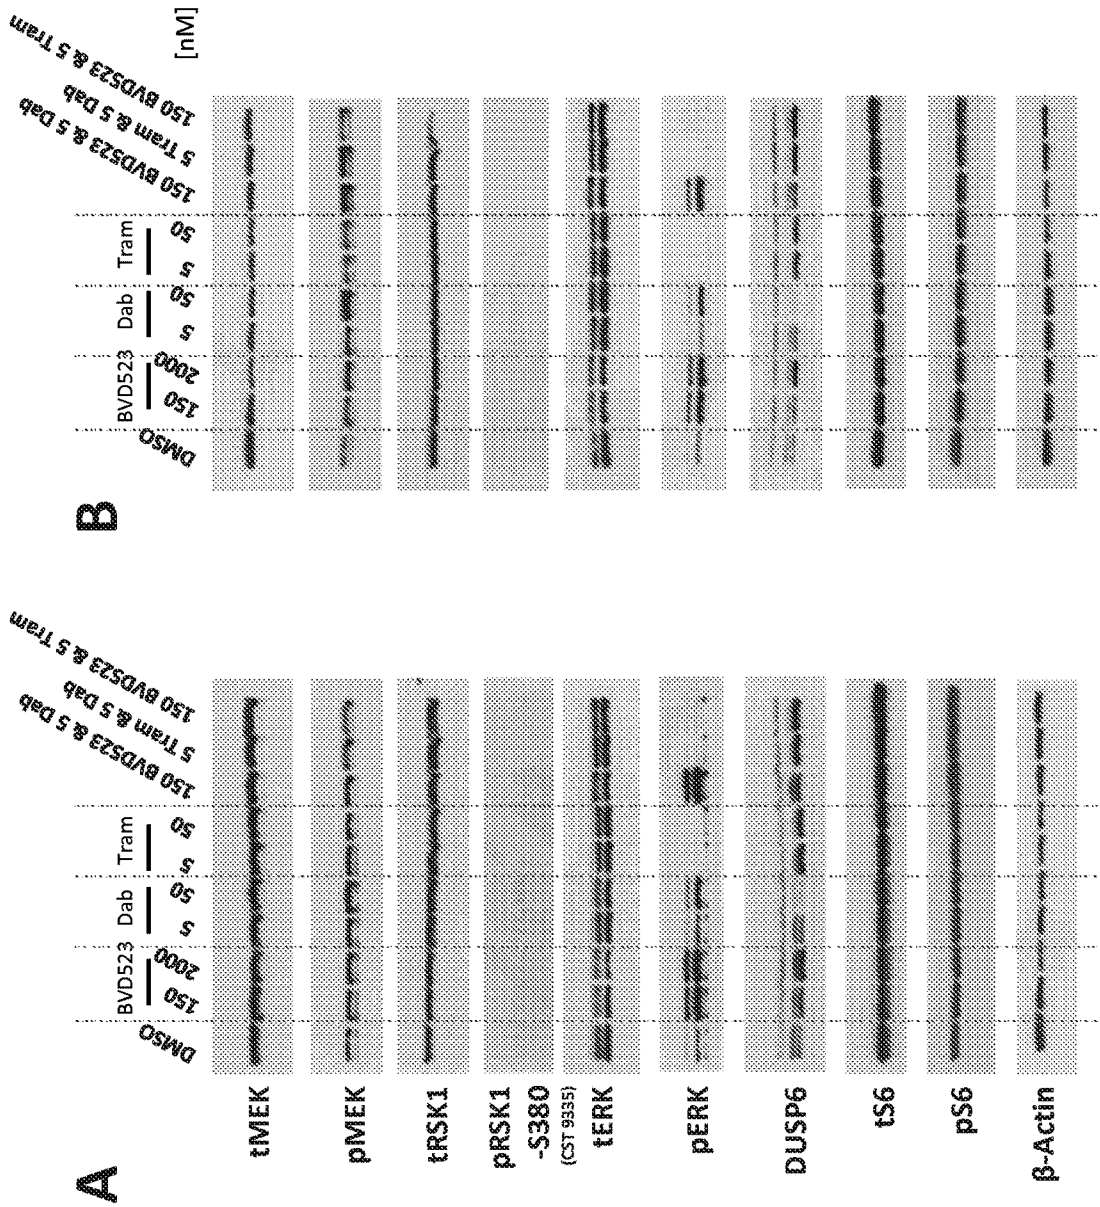 A
BVD523
Dab
Tram
DMSO
150
2000
5
50
5
50
150 BVD523 & 5 Dab
5 Tram & 5 Dab
150 BVD523 & 5 Tram
tMEK
pMEK
tRSK1
pRSK1
-S380
(CST 9335)
tERK
pERK
DUSP6
tS6
pS6
β-Actin
B
BVD523
Dab
Tram
DMSO
150
2000
5
50
5
50
150 BVD523 & 5 Dab
5 Tram & 5 Dab
150 BVD523 & 5 Tram
[nM]